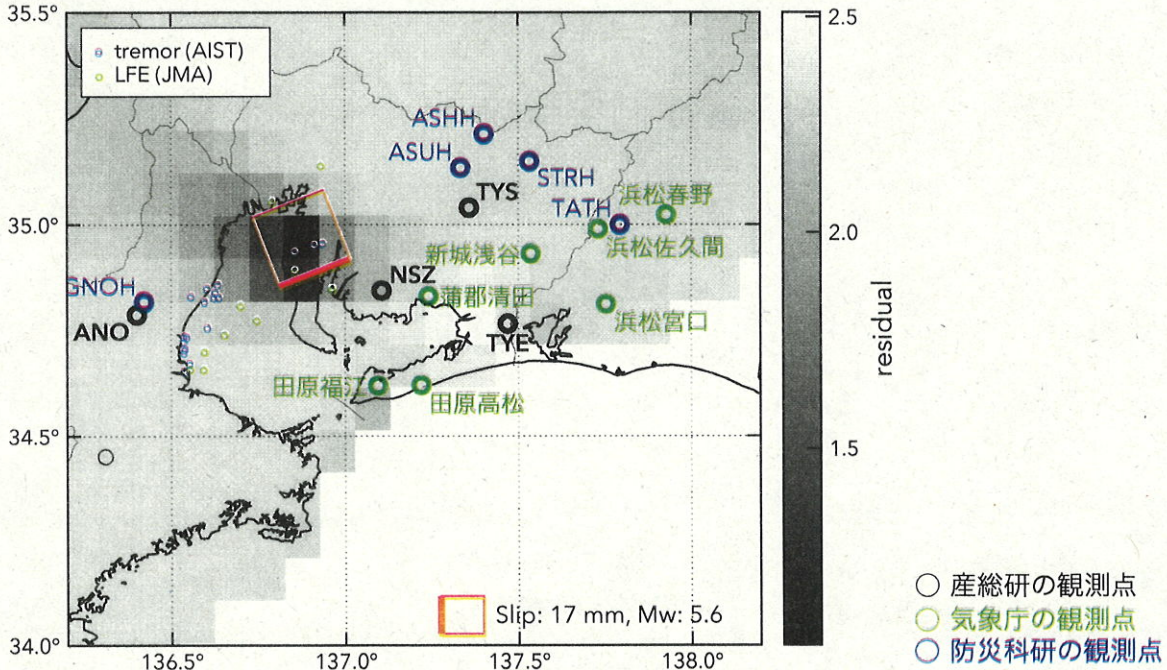 35.5°
tremor (AIST)
LFE (JMA)
ASHH
ASUH
STRH
TYS
浜松春野
TATH
35.0°
浜松佐久間
新城浅谷
NSZ
GNOH
蒲郡清田
ANO
浜松宮口
TYE
田原福江
田原高松
34.5°
Slip: 17 mm, Mw: 5.6
34.0°
136.5°
137.0°
137.5°
138.0°
2.5
2.0
1.5
residual
産総研の観測点
気象庁の観測点
防災科研の観測点